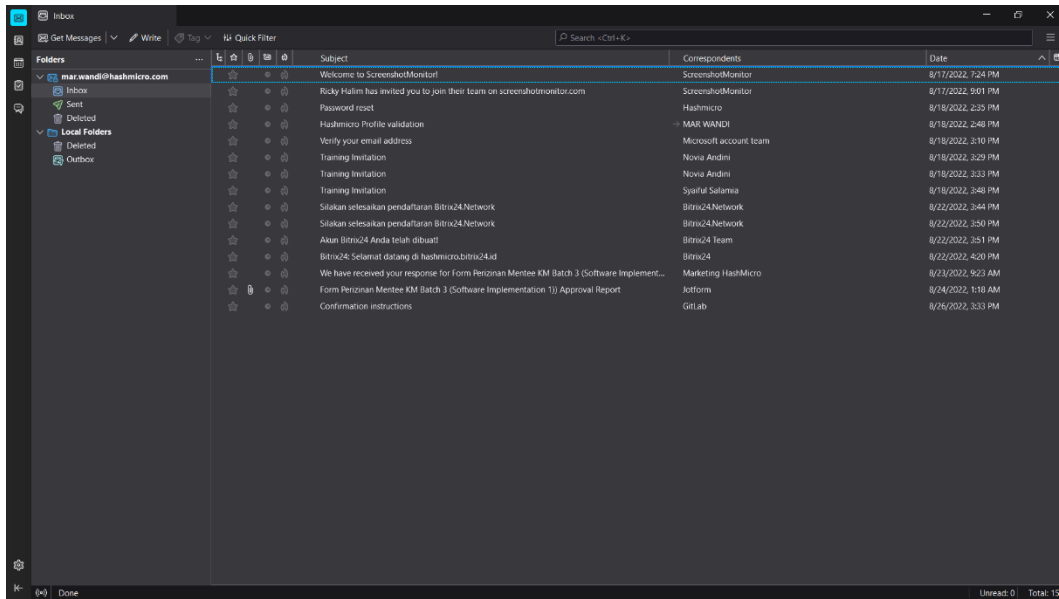 Inbox
Get Messages Write Tag Quick Filter Search <Ctrl+K>
Folders ... Subject Correspondents Date
mar.wandi@hashmicro.com
Inbox
Sent
Deleted
Local Folders
Deleted
Outbox
Welcome to ScreenshotMonitor! ScreenshotMonitor 8/17/2022, 7:24 PM
Ricky Halim has invited you to join their team on screenshotmonitor.com ScreenshotMonitor 8/17/2022, 9:01 PM
Password reset Hashmicro 8/18/2022, 2:35 PM
Hashmicro Profile validation MAR WANDI 8/18/2022, 2:48 PM
Verify your email address Microsoft account team 8/18/2022, 3:10 PM
Training Invitation Novia Andini 8/18/2022, 3:29 PM
Training Invitation Novia Andini 8/18/2022, 3:33 PM
Training Invitation Syaiful Salamia 8/18/2022, 3:48 PM
Silakan selesaikan pendaftaran Bitrix24.Network Bitrix24.Network 8/22/2022, 3:44 PM
Silakan selesaikan pendaftaran Bitrix24.Network Bitrix24.Network 8/22/2022, 3:50 PM
Akun Bitrix24 Anda telah dibuat! Bitrix24 Team 8/22/2022, 3:51 PM
Bitrix24: Selamat datang di hashmicro.bitrix24.id Bitrix24 8/22/2022, 4:20 PM
We have received your response for Form Perizinan Mentee KM Batch 3 (Software Implement... Marketing HashMicro 8/23/2022, 9:23 AM
Form Perizinan Mentee KM Batch 3 (Software Implementation 1)) Approval Report Jotform 8/24/2022, 1:18 AM
Confirmation instructions GitLab 8/26/2022, 3:33 PM
Done Unread: 0 Total: 15